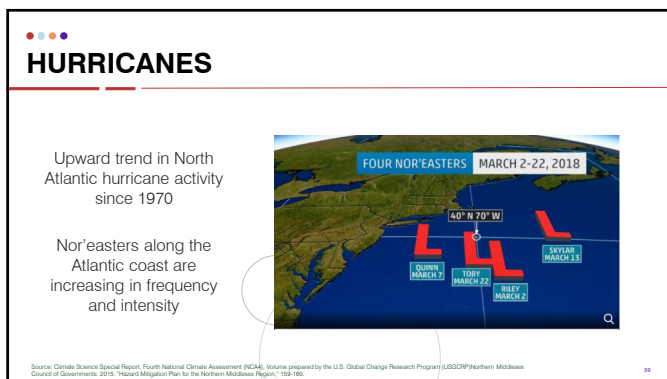 HURRICANES
Upward trend in North
Atlantic hurricane activity
since 1970
Nor'easters along the
Atlantic coast are
increasing in frequency
and intensity
FOUR NOR'EASTERS MARCH 2-22, 2018
40° N 70° W
QUINN
MARCH 7
TOBY
MARCH 22
RILEY
MARCH 2
SKYLAR
MARCH 13
Source: Climate Science Special Report, Fourth National Climate Assessment (NCA4), Volume prepared by the U.S. Global Change Research Program (USGCRP)Northern Middlesex
Council of Governments. 2015. "Hazard Mitigation Plan for the Northern Middlesex Region," 159-160.
39